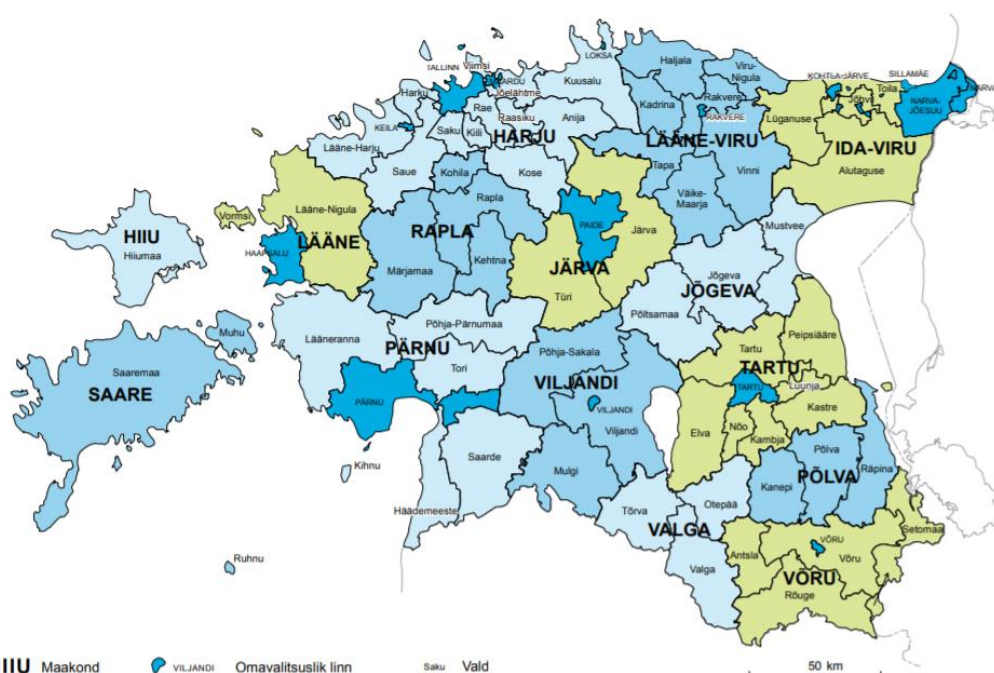 LOKSA
TALLINN
Viimsi
MAARDU
Jõelähtme
Kuusalu
Haljala
Viru-
Nigula
KOHTLA-JÄRVE
SILLAMÄE
Toila
NARVA
Harku
Rae
Raasiku
Anija
Kadrina
Rakvere
RAKVERE
Lüganuse
Jõhvi
NARVA-
JÕESUU
KEILA
Saku
Kiili
HARJU
LÄÄNE-VIRU
IDA-VIRU
Lääne-Harju
Saue
Kohila
Kose
Tapa
Vinni
Alutaguse
Lääne-Nigula
Rapla
Väike-
Maarja
Vormsi
Mustvee
HIIU
Hiiumaa
HAAPSALU
LÄÄNE
RAPLA
PAIDE
Järva
Märjamaa
Kehtna
JÄRVA
Jõgeva
JÕGEVA
Türi
Põltsamaa
Lääneranna
Põhja-Pärnumaa
PÄRNU
Muhu
Tori
Põhja-Sakala
Tartu
Peipsiääre
Saaremaa
SAARE
VILJANDI
TARTU
TARTU
Luunja
PÄRNU
VILJANDI
Kastre
Viljandi
Elva
Nõo
Kambja
Kihnu
Saarde
Mulgi
Põlva
Räpina
Kanepi
PÕLVA
Häädemeeste
Otepää
Tõrva
VALGA
Setomaa
VÕRU
Antsla
Võru
Ruhnu
Valga
VÕRU
Rõuge
IIU Maakond VILJANDI Omavalitsuslik linn Saku Vald 50 km